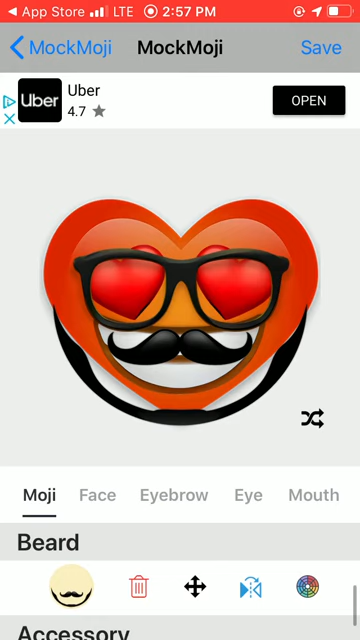 App Store LTE 2:57 PM
MockMoji MockMoji Save
Uber
Uber
4.7
OPEN
Moji Face Eyebrow Eye Mouth
Beard
Accessory